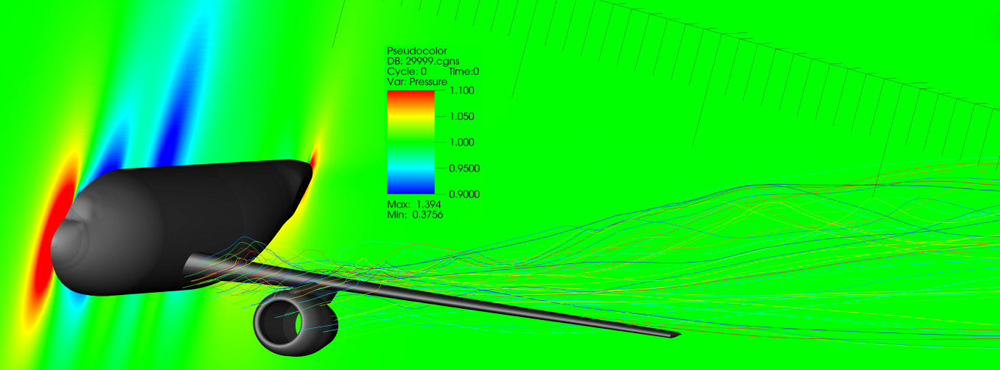 Pseudocolor
DB: 29999.cgns
Cycle: 0 Time:0
Var: Pressure
1.100
1.050
1.000
0.9500
0.9000
Max: 1.394
Min: 0.3756